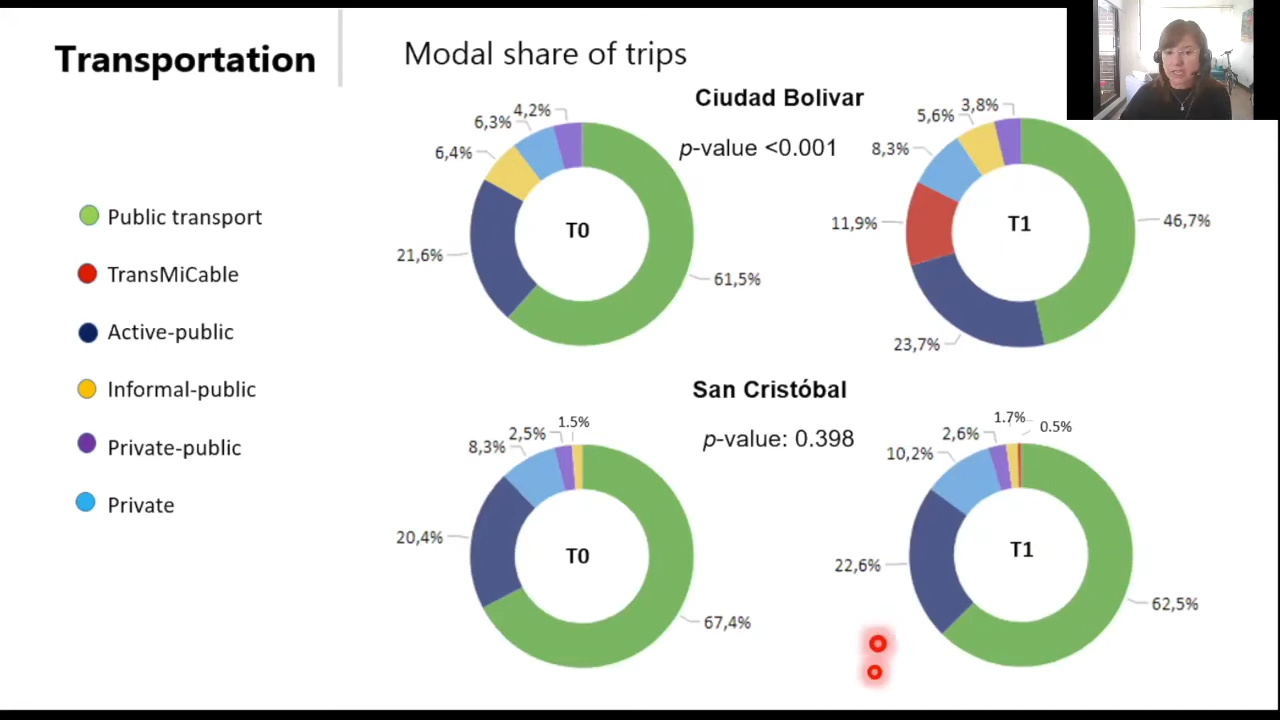 Transportation
Modal share of trips
Public transport
TransMiCable
Active-public
Informal-public
Private-public
Private
Ciudad Bolivar
p-value <0.001
4,2%
6,3%
6,4%
21,6%
61,5%
T0
3,8%
5,6%
8,3%
11,9%
23,7%
46,7%
T1
San Cristóbal
p-value: 0.398
1.5%
2,5%
8,3%
20,4%
67,4%
T0
1.7%
0.5%
2,6%
10,2%
22,6%
62,5%
T1